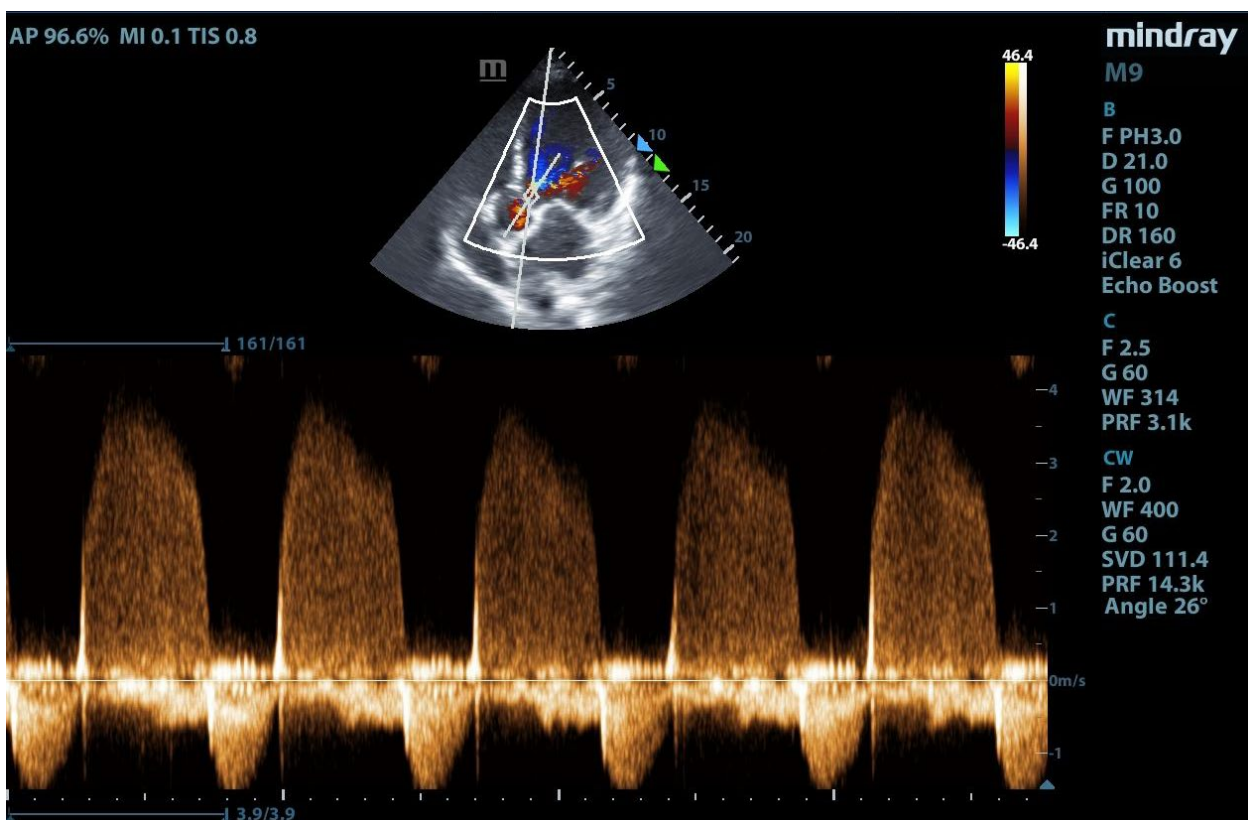 AP 96.6% MI 0.1 TIS 0.8
mindray
M9
m
5
10
15
20
46.4
-46.4
B
F PH3.0
D 21.0
G 100
FR 10
DR 160
iClear 6
Echo Boost
C
F 2.5
G 60
WF 314
PRF 3.1k
CW
F 2.0
WF 400
G 60
SVD 111.4
PRF 14.3k
Angle 26°
161/161
4
3
2
1
0m/s
-1
3.9/3.9